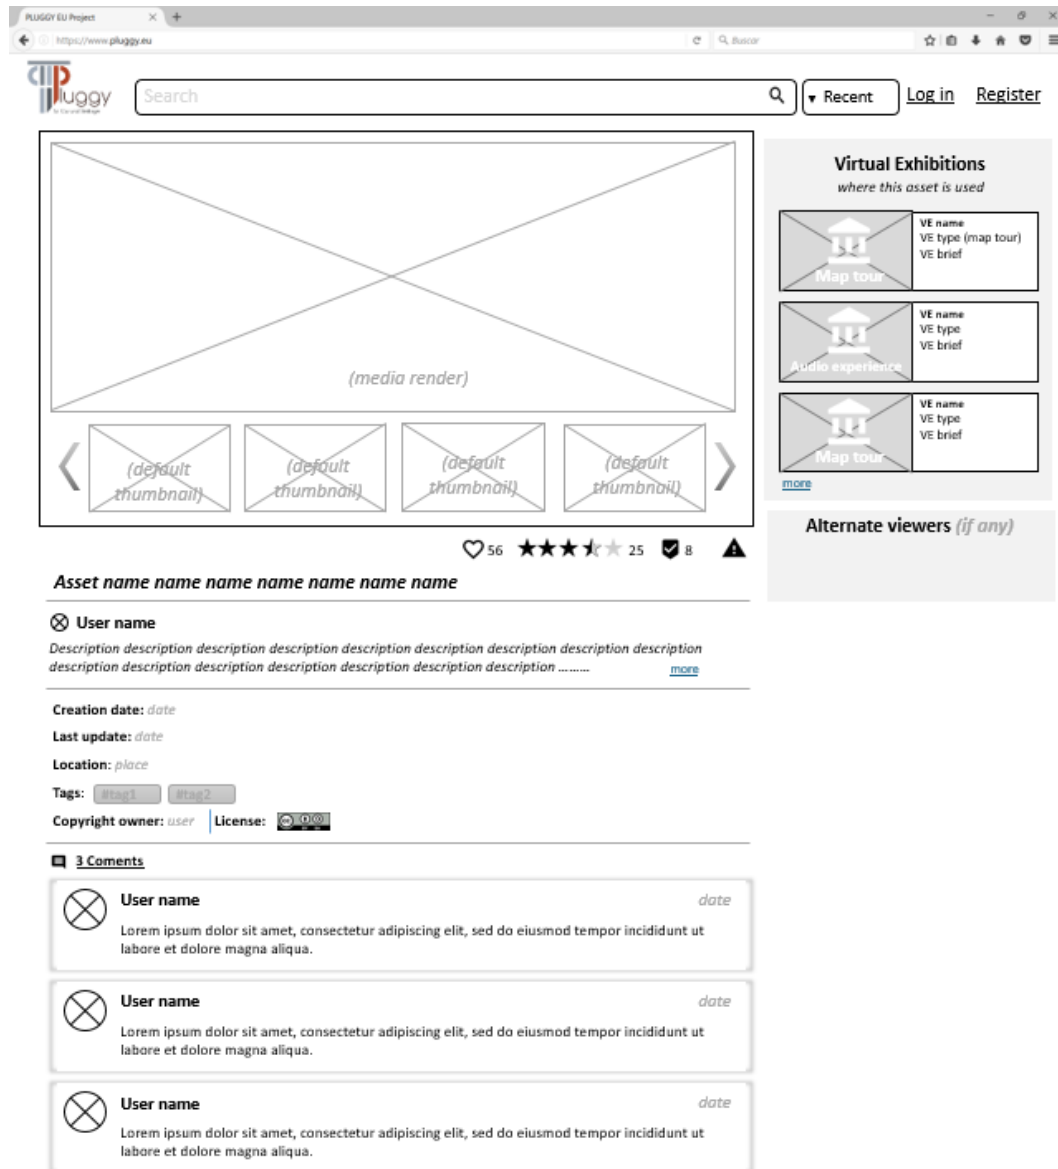 PLUGGY EU Project
https://www.pluggy.eu
Buscar
Pluggy
Search
Recent
Log in
Register
(media render)
(default thumbnail)
(default thumbnail)
(default thumbnail)
(default thumbnail)
56
25
8
Asset name name name name name name name
User name
Description description description description description description description description description
description description description description description description description ………
more
Creation date: date
Last update: date
Location: place
Tags: #tag1 #tag2
Copyright owner: user License:
3 Coments
User name
date
Lorem ipsum dolor sit amet, consectetur adipiscing elit, sed do eiusmod tempor incididunt ut
labore et dolore magna aliqua.
User name
date
Lorem ipsum dolor sit amet, consectetur adipiscing elit, sed do eiusmod tempor incididunt ut
labore et dolore magna aliqua.
User name
date
Lorem ipsum dolor sit amet, consectetur adipiscing elit, sed do eiusmod tempor incididunt ut
labore et dolore magna aliqua.
Virtual Exhibitions
where this asset is used
Map tour
VE name
VE type (map tour)
VE brief
Audio experience
VE name
VE type
VE brief
Map tour
VE name
VE type
VE brief
more
Alternate viewers (if any)